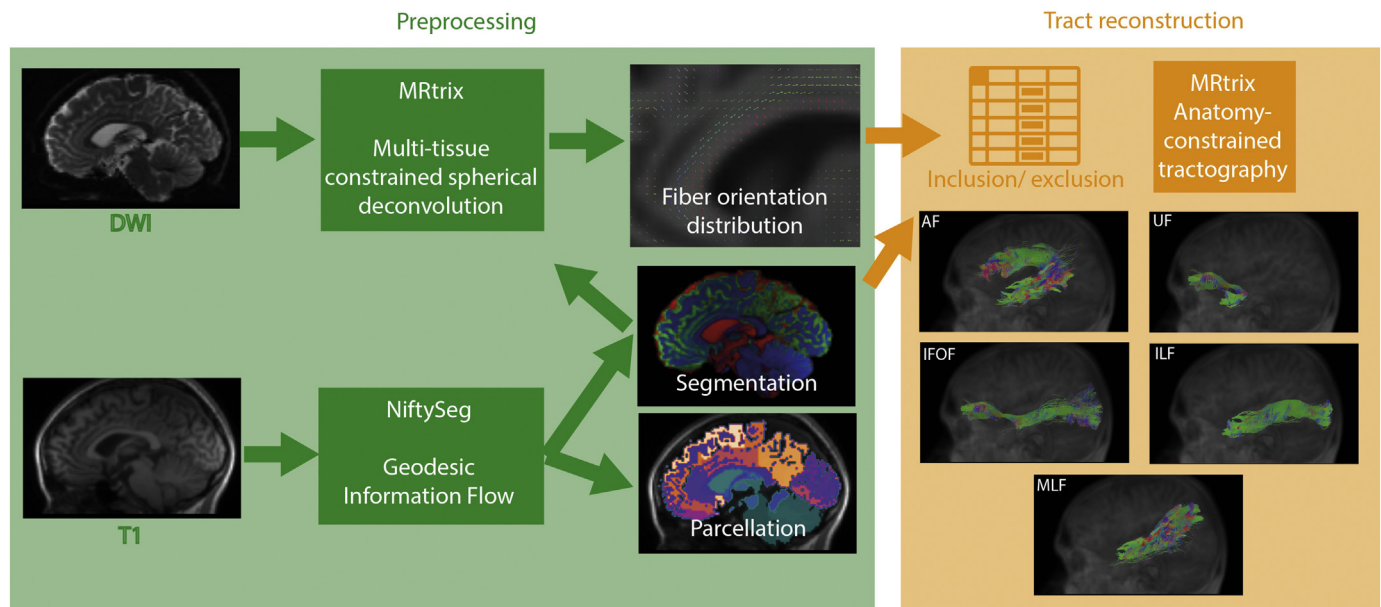 Preprocessing
Tract reconstruction
DWI
MRtrix
Multi-tissue
constrained spherical
deconvolution
Fiber orientation
distribution
T1
NiftySeg
Geodesic
Information Flow
Segmentation
Parcellation
Inclusion/ exclusion
MRtrix
Anatomy-
constrained
tractography
AF
UF
IFOF
ILF
MLF